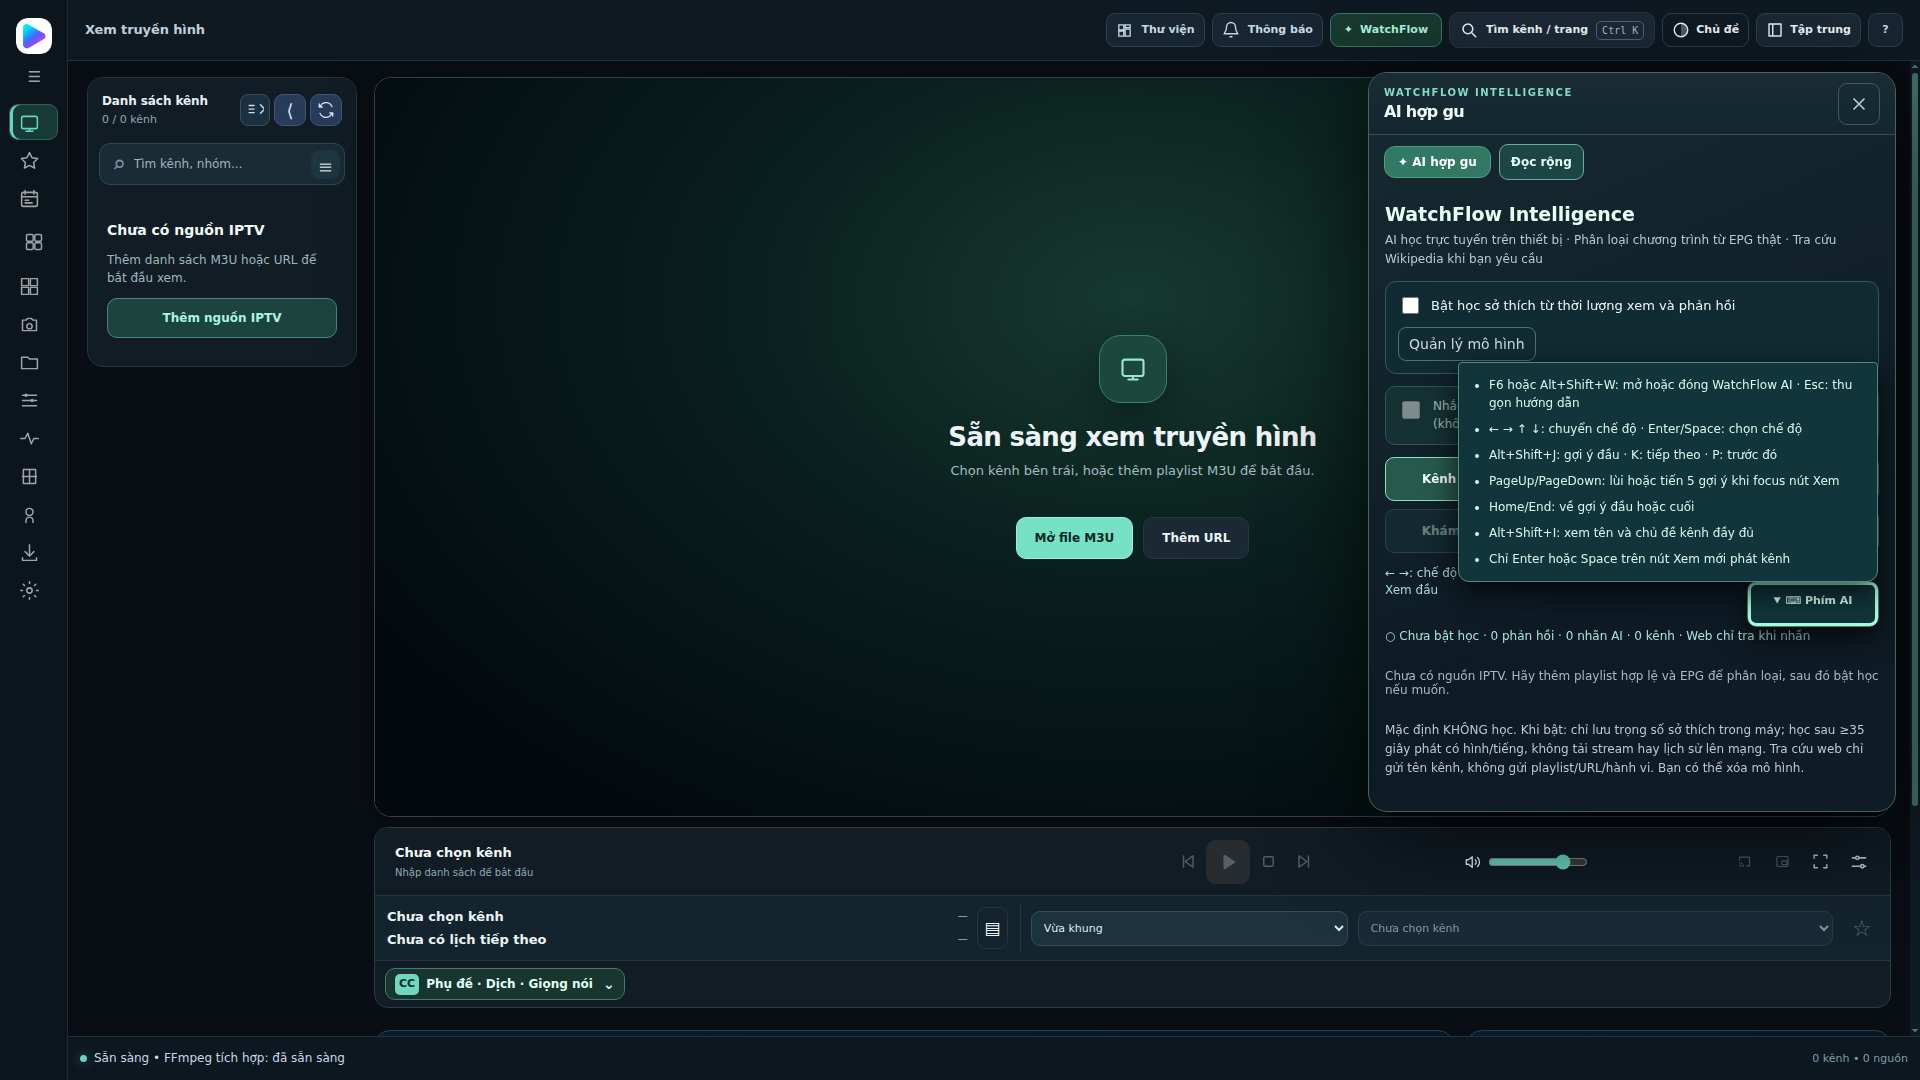 Xem truyền hình
Thư viện
Thông báo
✦ WatchFlow
Tìm kênh / trang
Ctrl K
Chủ đề
Tập trung
?
Danh sách kênh
0 / 0 kênh
Tìm kênh, nhóm...
Chưa có nguồn IPTV
Thêm danh sách M3U hoặc URL để
bắt đầu xem.
Thêm nguồn IPTV
Sẵn sàng xem truyền hình
Chọn kênh bên trái, hoặc thêm playlist M3U để bắt đầu.
Mở file M3U
Thêm URL
WATCHFLOW INTELLIGENCE
AI hợp gu
✦ AI hợp gu
Đọc rộng
WatchFlow Intelligence
AI học trực tuyến trên thiết bị · Phân loại chương trình từ EPG thật · Tra cứu
Wikipedia khi bạn yêu cầu
Bật học sở thích từ thời lượng xem và phản hồi
Quản lý mô hình
• F6 hoặc Alt+Shift+W: mở hoặc đóng WatchFlow AI · Esc: thu
gọn hướng dẫn
• ← → ↑ ↓: chuyển chế độ · Enter/Space: chọn chế độ
• Alt+Shift+J: gợi ý đầu · K: tiếp theo · P: trước đó
• PageUp/PageDown: lùi hoặc tiến 5 gợi ý khi focus nút Xem
• Home/End: về gợi ý đầu hoặc cuối
• Alt+Shift+I: xem tên và chủ đề kênh đầy đủ
• Chỉ Enter hoặc Space trên nút Xem mới phát kênh
Kênh
← →: chế độ
Xem đầu
▼ ⌨ Phím AI
○ Chưa bật học · 0 phản hồi · 0 nhãn AI · 0 kênh · Web chỉ tra khi nhấn
Chưa có nguồn IPTV. Hãy thêm playlist hợp lệ và EPG để phân loại, sau đó bật học
nếu muốn.
Mặc định KHÔNG học. Khi bật: chỉ lưu trọng số sở thích trong máy; học sau ≥35
giây phát có hình/tiếng, không tải stream hay lịch sử lên mạng. Tra cứu web chỉ
gửi tên kênh, không gửi playlist/URL/hành vi. Bạn có thể xóa mô hình.
Chưa chọn kênh
Nhập danh sách để bắt đầu
Chưa chọn kênh —
Chưa có lịch tiếp theo —
Vừa khung
Chưa chọn kênh
CC Phụ đề · Dịch · Giọng nói
Sẵn sàng • FFmpeg tích hợp: đã sẵn sàng
0 kênh • 0 nguồn